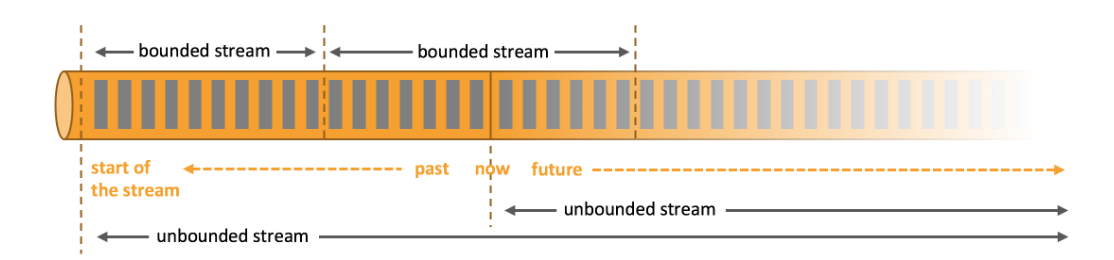 bounded stream
bounded stream
start of
the stream
past
now
future
unbounded stream
unbounded stream